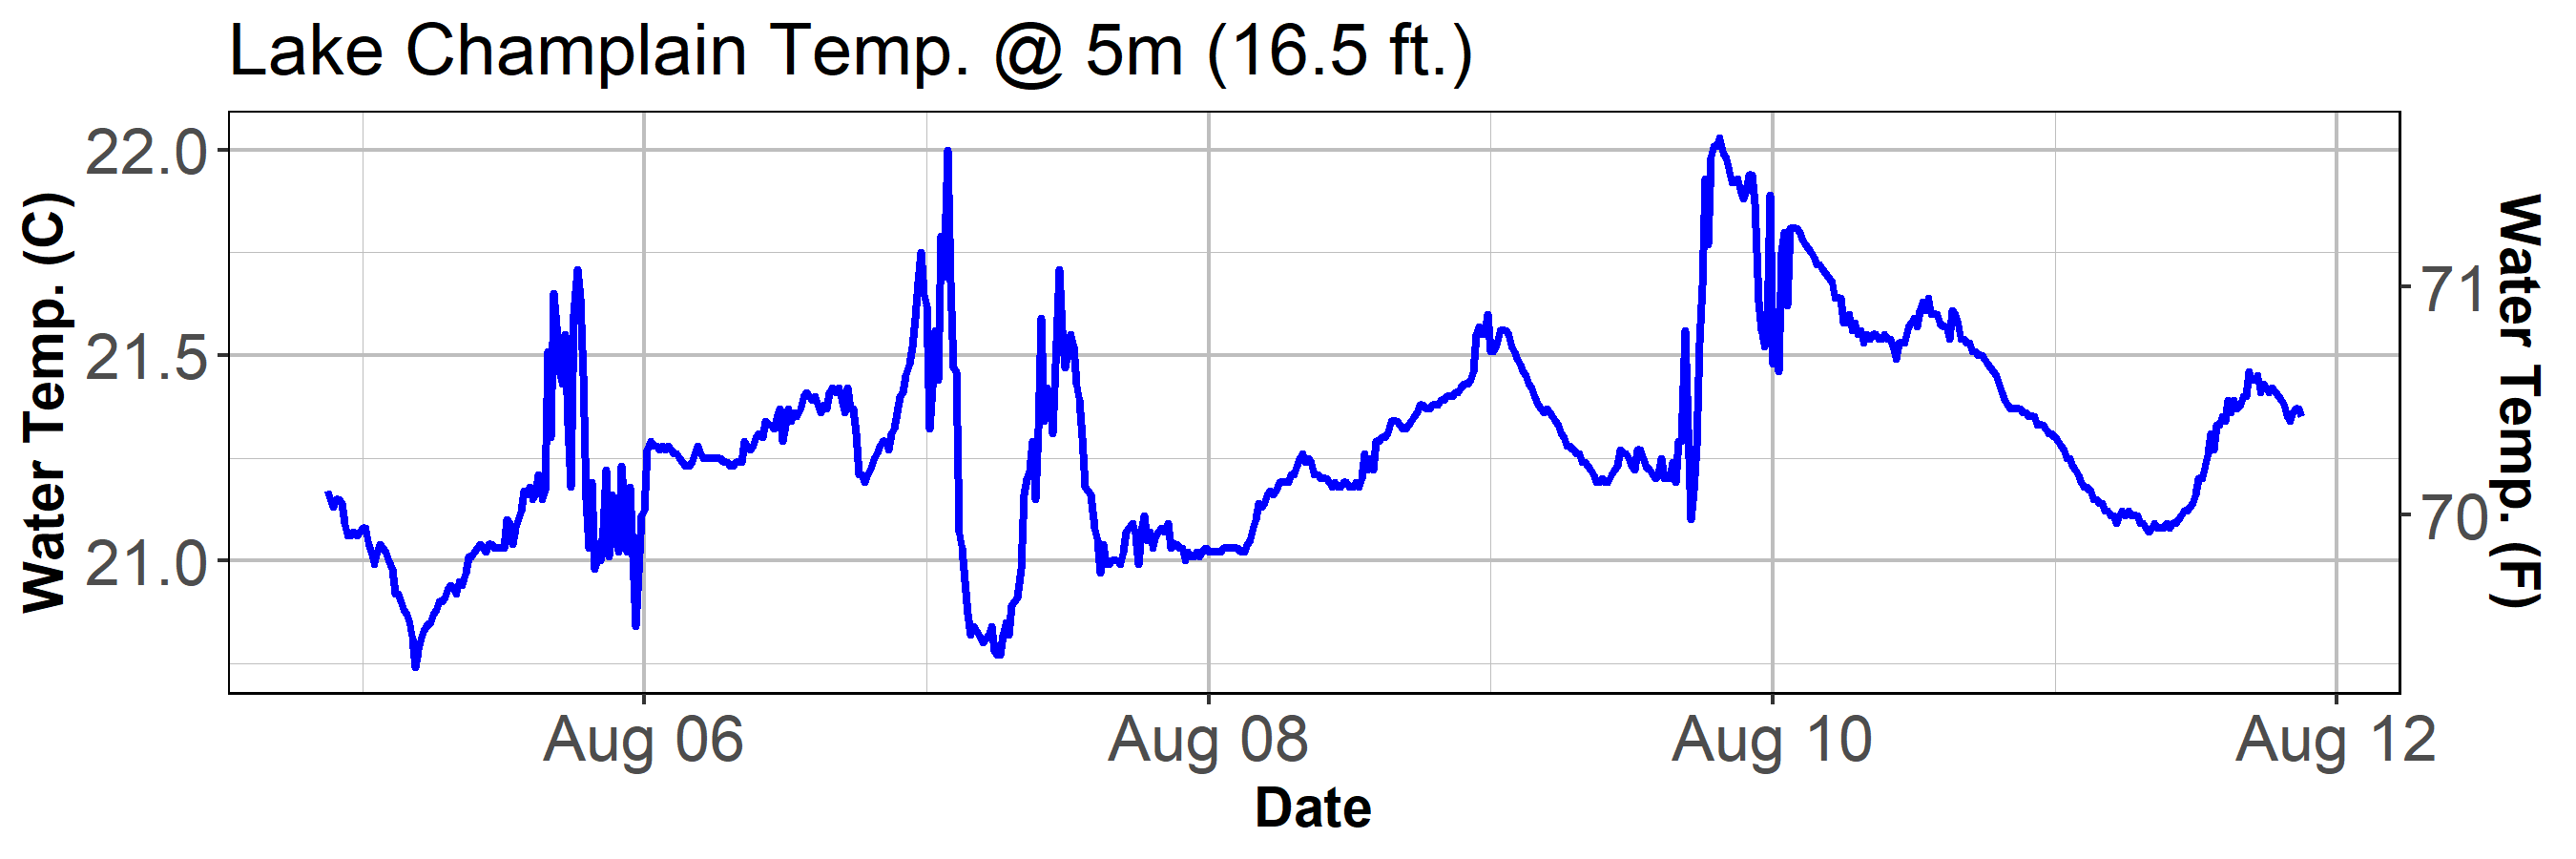 Lake Champlain Temp. @ 5m (16.5 ft.)
Water Temp. (C)
22.0
21.5
21.0
71
70
Water Temp. (F)
Aug 06
Aug 08
Aug 10
Aug 12
Date